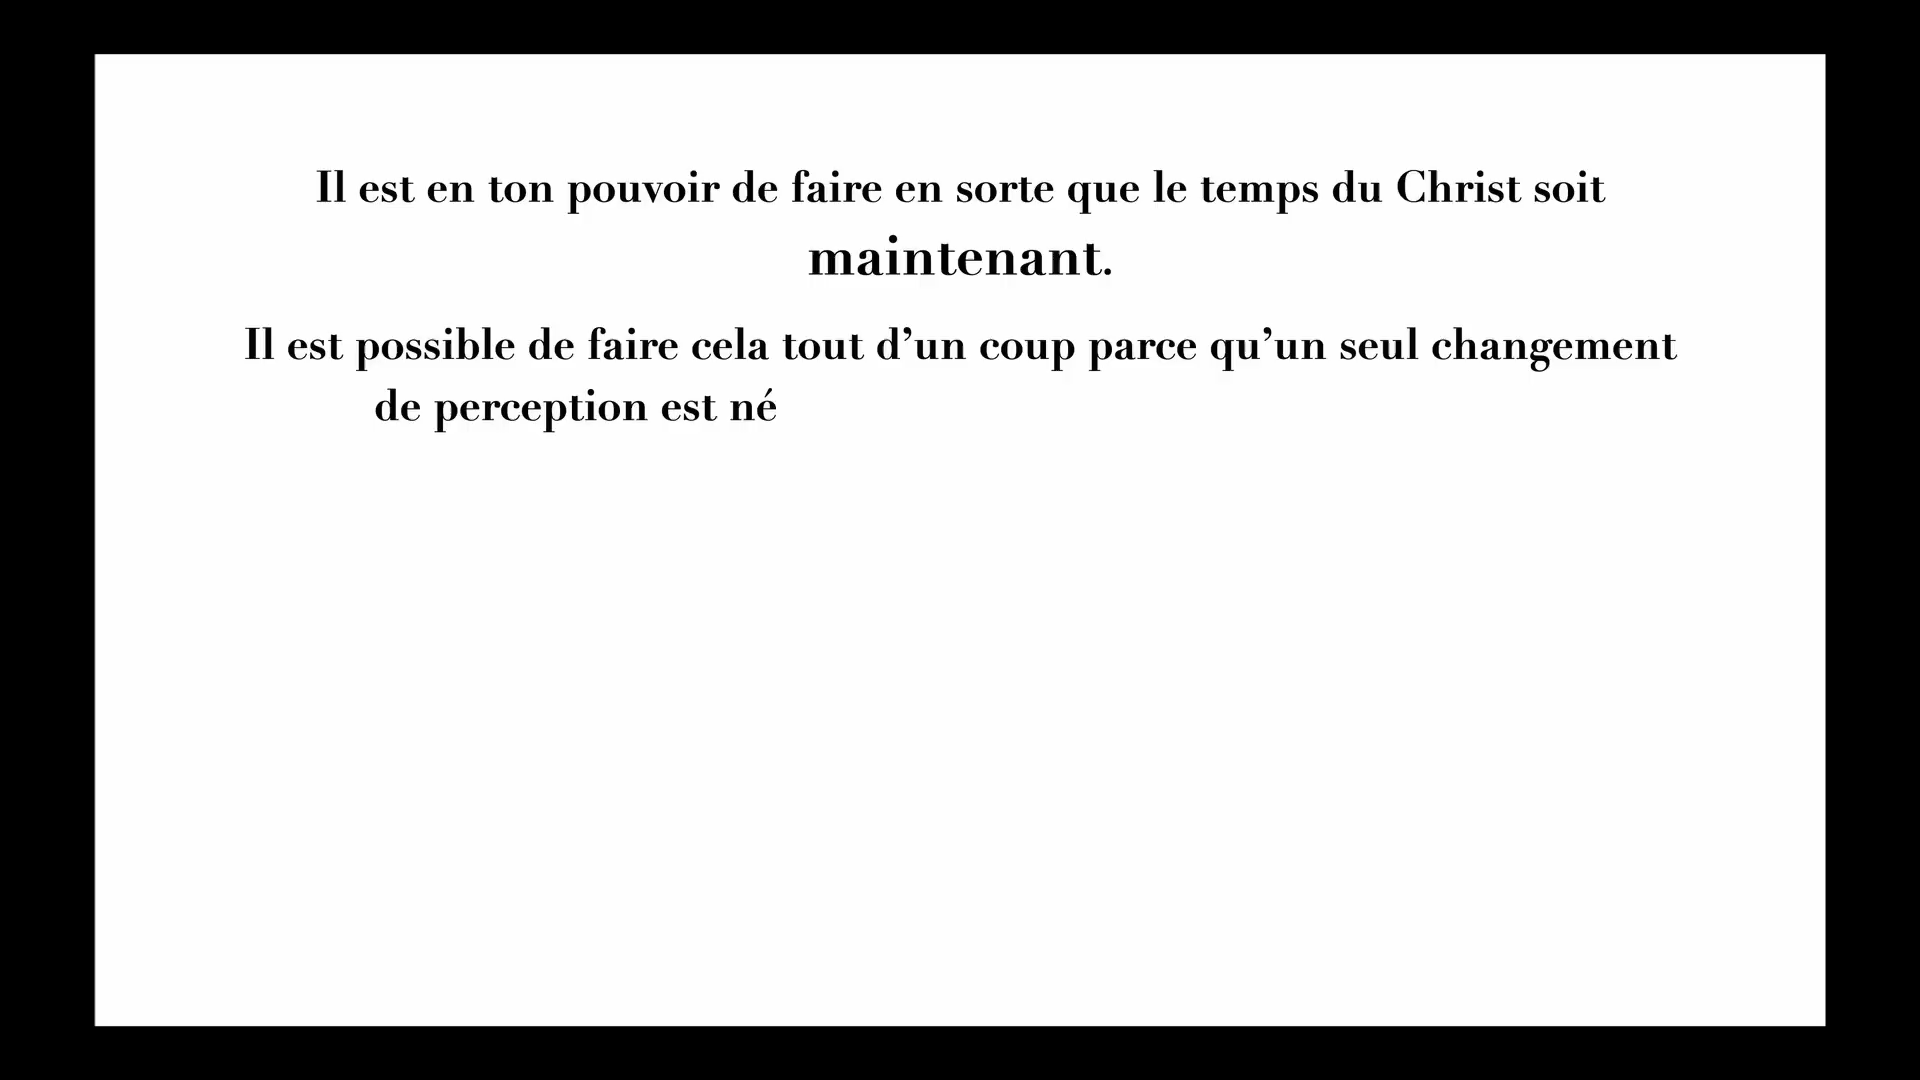 Il est en ton pouvoir de faire en sorte que le temps du Christ soit
maintenant.
Il est possible de faire cela tout d’un coup parce qu’un seul changement
de perception est né